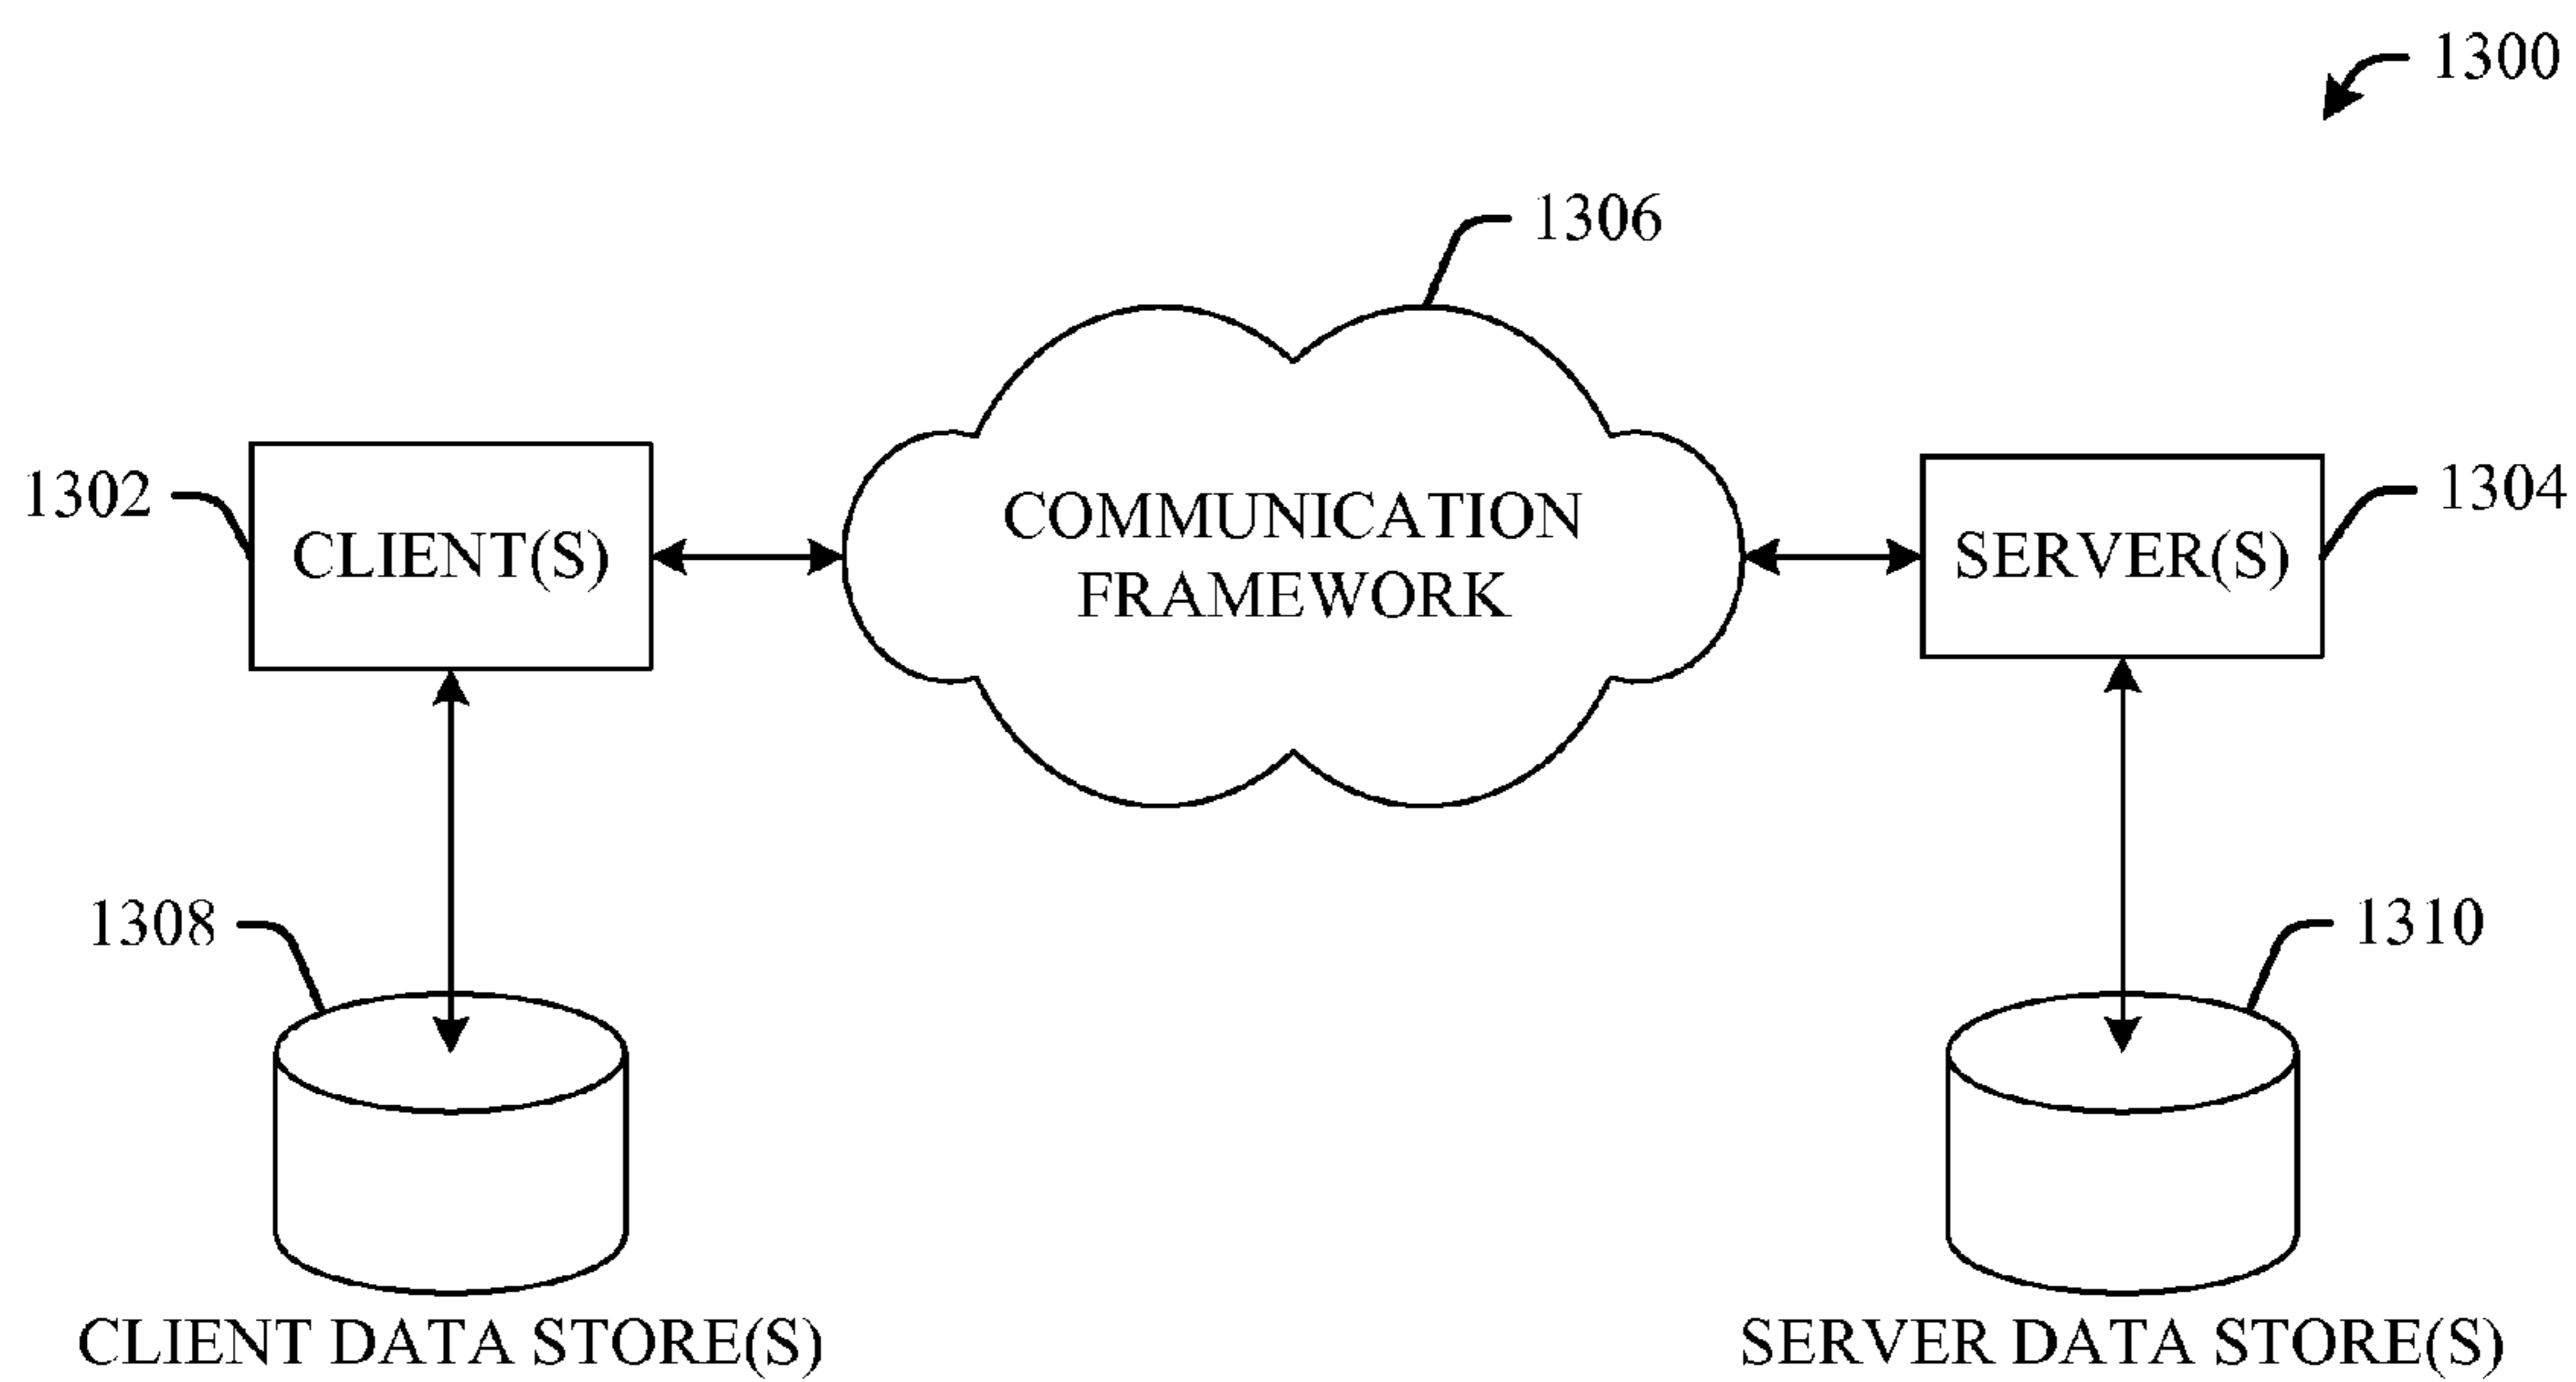 1300
1306
1302
CLIENT(S)
COMMUNICATION
FRAMEWORK
SERVER(S)
1304
1308
1310
CLIENT DATA STORE(S)
SERVER DATA STORE(S)